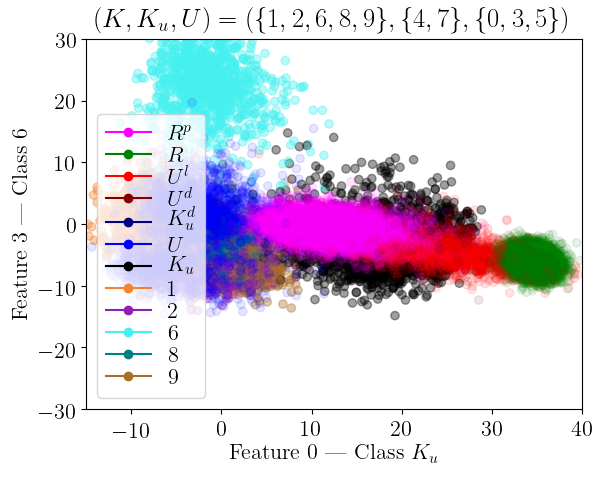 (K, K_u, U) = ({1, 2, 6, 8, 9}, {4, 7}, {0, 3, 5})
30
20
10
0
−10
−20
−30
Feature 3 — Class 6
R^p
R
U^l
U^d
K_u^d
U
K_u
1
2
6
8
9
−10
0
10
20
30
40
Feature 0 — Class K_u